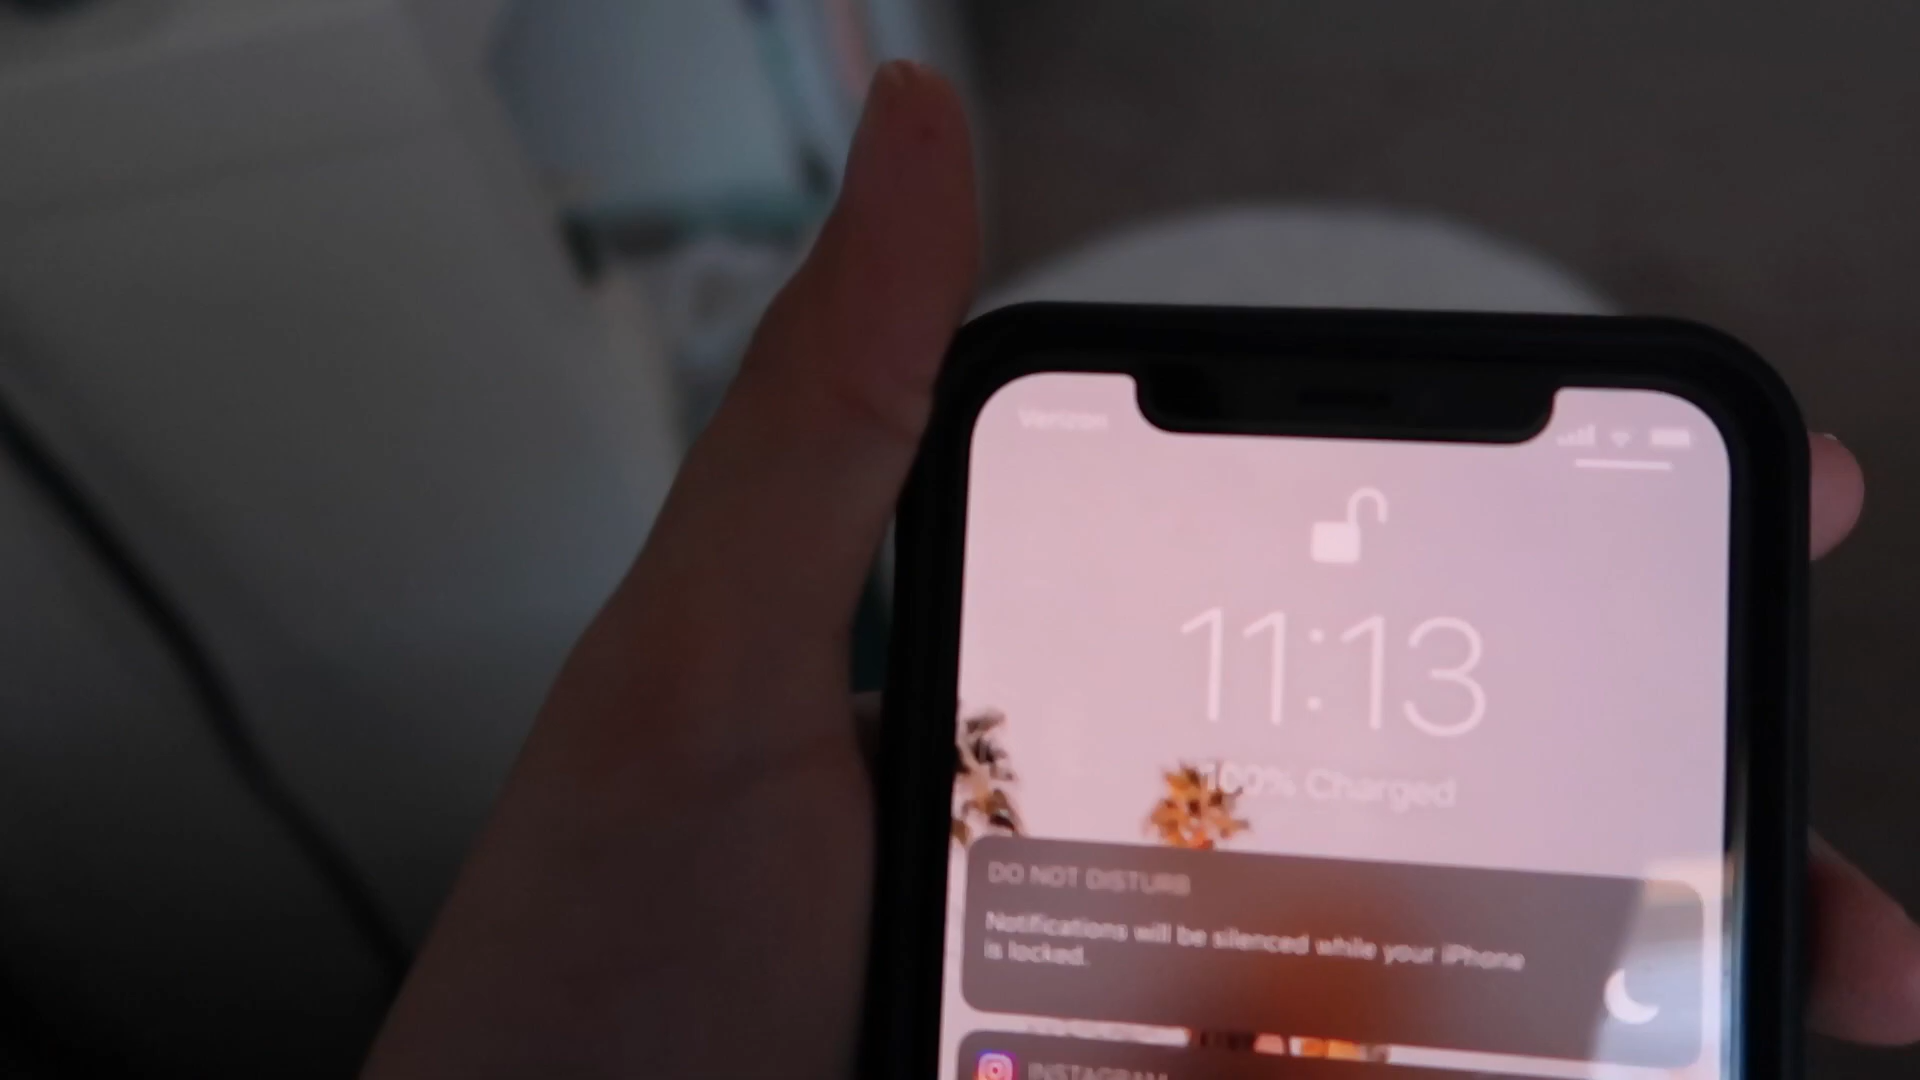 Verizon
11:13
100% Charged
DO NOT DISTURB
Notifications will be silenced while your iPhone
is locked.
INSTAGRAM